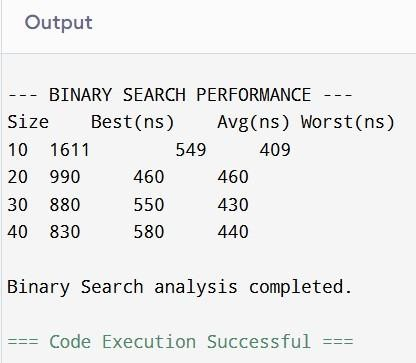 Output
--- BINARY SEARCH PERFORMANCE ---
Size    Best(ns)    Avg(ns) Worst(ns)
10  1611        549     409
20  990     460     460
30  880     550     430
40  830     580     440
Binary Search analysis completed.
=== Code Execution Successful ===